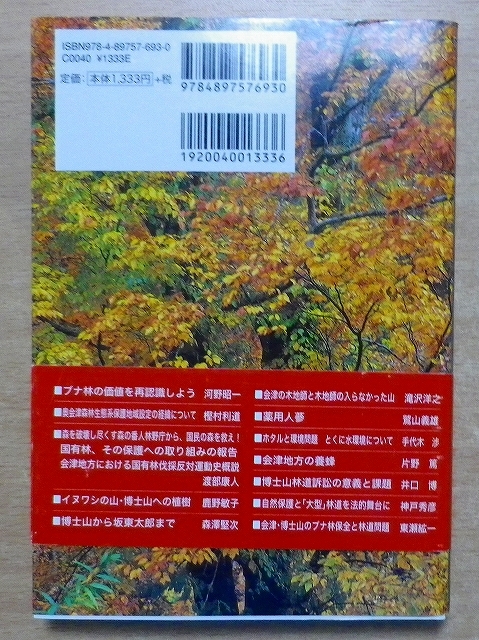 ISBN978-4-89757-693-0
C0040 ¥1333E
定価：本体1,333円+税
9784897576930
1920040013336
■ブナ林の価値を再認識しよう 河野昭一
■奥会津森林生態系保護地域設定の経緯について 樫村利道
■森を破壊し尽くす森の番人林野庁から、国民の森を救え！
国有林、その保護への取り組みの報告
会津地方における国有林伐採反対運動史概説
渡部康人
■イヌワシの山・博士山への植樹 鹿野敏子
■博士山から坂東太郎まで 森澤堅次
■会津の木地師と木地師の入らなかった山 滝沢洋之
■薬用人夢 鷲山義雄
■ホタルと環境問題 とくに水環境について 手代木 渉
■会津地方の養蜂 片野 篤
■博士山林道訴訟の意義と課題 井口 博
■自然保護と「大型」林道を法的舞台に 神戸秀彦
■会津・博士山のブナ林保全と林道問題 東瀬紘一